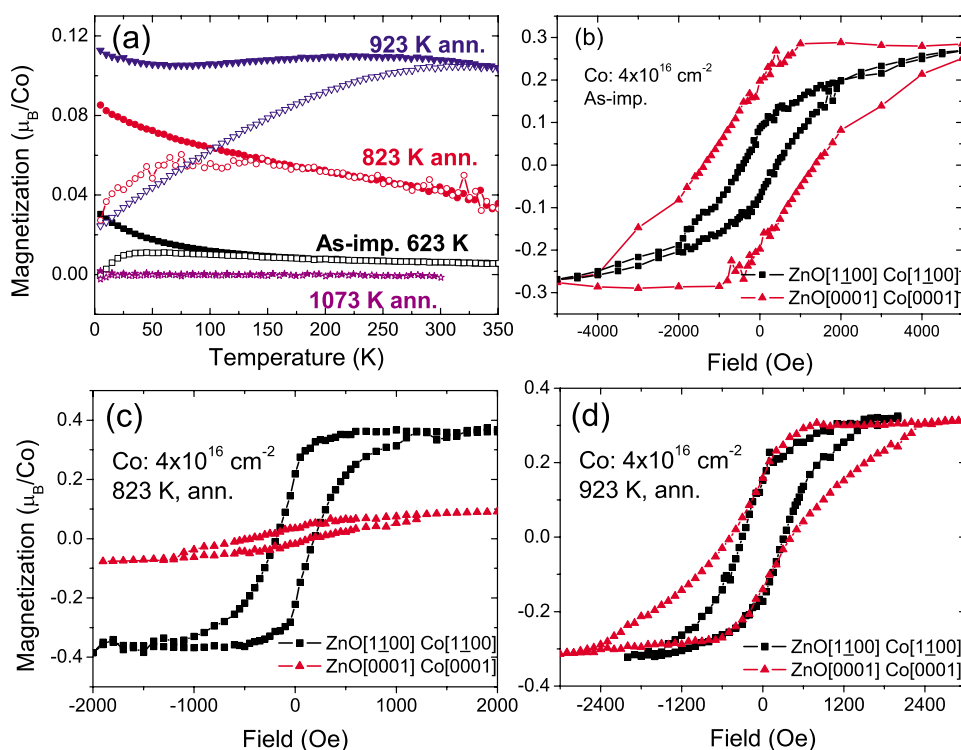 (a)
923 K ann.
823 K ann.
As-imp. 623 K
1073 K ann.
0.12
0.08
0.04
0.00
Magnetization (μB/Co)
0 50 100 150 200 250 300 350
Temperature (K)
(b)
Co: 4x10¹⁶ cm⁻²
As-imp.
0.3
0.2
0.0
-0.2
-0.3
ZnO[1100] Co[1100]
ZnO[0001] Co[0001]
-4000 -2000 0 2000 4000
Field (Oe)
(c)
Co: 4x10¹⁶ cm⁻²
823 K, ann.
0.4
0.2
0.0
-0.2
-0.4
Magnetization (μB/Co)
ZnO[1100] Co[1100]
ZnO[0001] Co[0001]
-2000 -1000 0 1000 2000
Field (Oe)
(d)
Co: 4x10¹⁶ cm⁻²
923 K, ann.
0.4
0.2
0.0
-0.2
-0.4
ZnO[1100] Co[1100]
ZnO[0001] Co[0001]
-2400 -1200 0 1200 2400
Field (Oe)